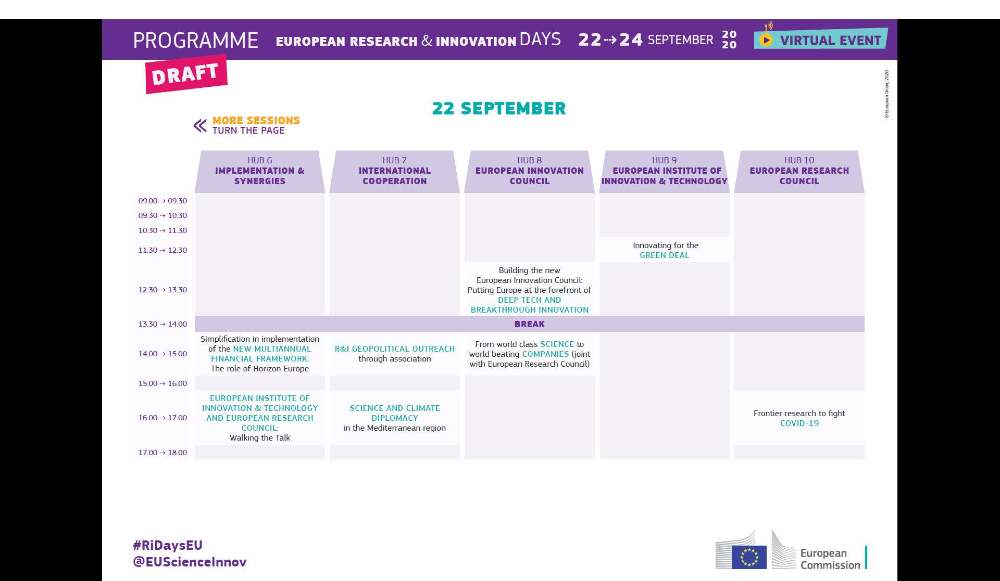 PROGRAMME EUROPEAN RESEARCH & INNOVATION DAYS 22⇢24 SEPTEMBER 20 20 VIRTUAL EVENT
DRAFT
© European Union, 2020
22 SEPTEMBER
« MORE SESSIONS
TURN THE PAGE
HUB 6
IMPLEMENTATION &
SYNERGIES
HUB 7
INTERNATIONAL
COOPERATION
HUB 8
EUROPEAN INNOVATION
COUNCIL
HUB 9
EUROPEAN INSTITUTE OF
INNOVATION & TECHNOLOGY
HUB 10
EUROPEAN RESEARCH
COUNCIL
09.00 → 09.30
09.30 → 10.30
10.30 → 11.30
11.30 → 12.30
Innovating for the
GREEN DEAL
12.30 → 13.30
Building the new
European Innovation Council:
Putting Europe at the forefront of
DEEP TECH AND
BREAKTHROUGH INNOVATION
13.30 → 14.00
BREAK
14.00 → 15.00
Simplification in implementation
of the NEW MULTIANNUAL
FINANCIAL FRAMEWORK:
The role of Horizon Europe
R&I GEOPOLITICAL OUTREACH
through association
From world class SCIENCE to
world beating COMPANIES (joint
with European Research Council)
15.00 → 16.00
16.00 → 17.00
EUROPEAN INSTITUTE OF
INNOVATION & TECHNOLOGY
AND EUROPEAN RESEARCH
COUNCIL:
Walking the Talk
SCIENCE AND CLIMATE
DIPLOMACY
in the Mediterranean region
Frontier research to fight
COVID-19
17.00 → 18.00
#RiDaysEU
@EUScienceInnov
European
Commission